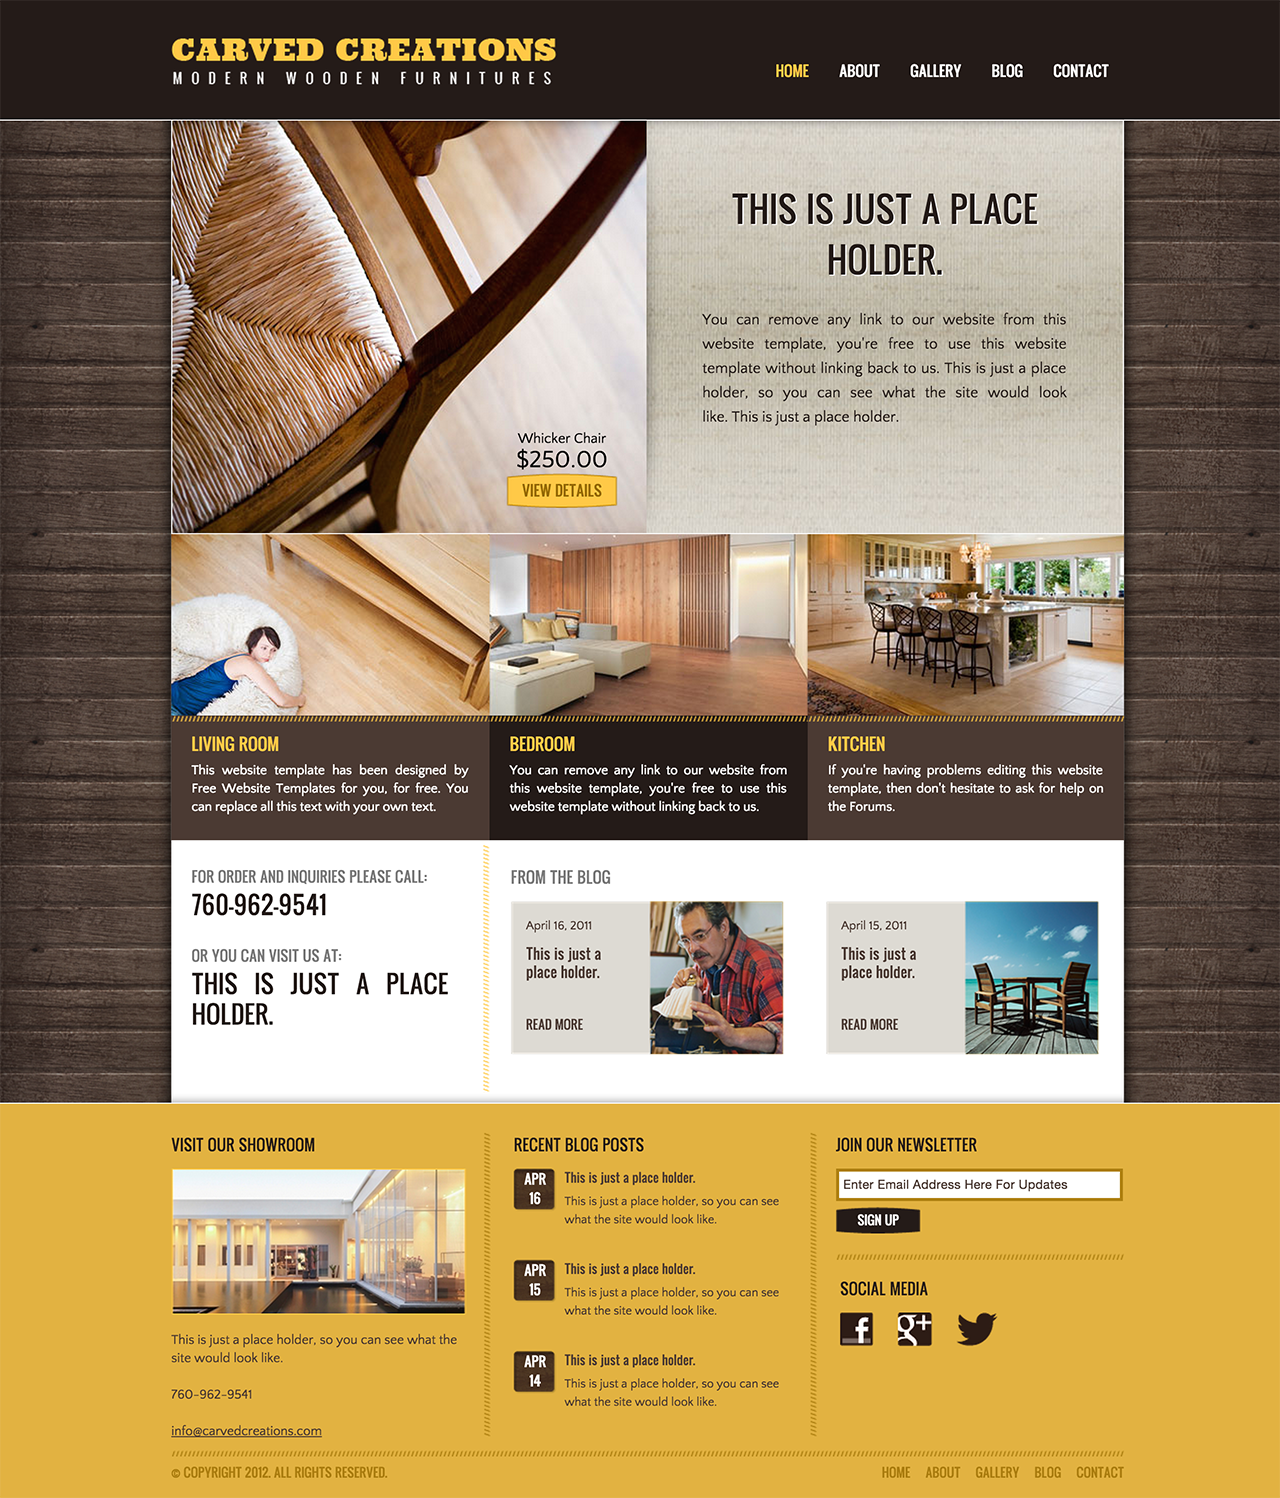 CARVED CREATIONS
MODERN WOODEN FURNITURES
HOME ABOUT GALLERY BLOG CONTACT
THIS IS JUST A PLACE
HOLDER.
You can remove any link to our website from this
website template, you're free to use this website
template without linking back to us. This is just a place
holder, so you can see what the site would look
like. This is just a place holder.
Whicker Chair
$250.00
VIEW DETAILS
LIVING ROOM
This website template has been designed by
Free Website Templates for you, for free. You
can replace all this text with your own text.
BEDROOM
You can remove any link to our website from
this website template, you're free to use this
website template without linking back to us.
KITCHEN
If you're having problems editing this website
template, then don't hesitate to ask for help on
the Forums.
FOR ORDER AND INQUIRIES PLEASE CALL:
760-962-9541
OR YOU CAN VISIT US AT:
THIS IS JUST A PLACE
HOLDER.
FROM THE BLOG
April 16, 2011
This is just a
place holder.
READ MORE
April 15, 2011
This is just a
place holder.
READ MORE
VISIT OUR SHOWROOM
This is just a place holder, so you can see what the
site would look like.
760-962-9541
info@carvedcreations.com
RECENT BLOG POSTS
APR
16
This is just a place holder.
This is just a place holder, so you can see
what the site would look like.
APR
15
This is just a place holder.
This is just a place holder, so you can see
what the site would look like.
APR
14
This is just a place holder.
This is just a place holder, so you can see
what the site would look like.
JOIN OUR NEWSLETTER
Enter Email Address Here For Updates
SIGN UP
SOCIAL MEDIA
f g+
© COPYRIGHT 2012. ALL RIGHTS RESERVED.
HOME ABOUT GALLERY BLOG CONTACT